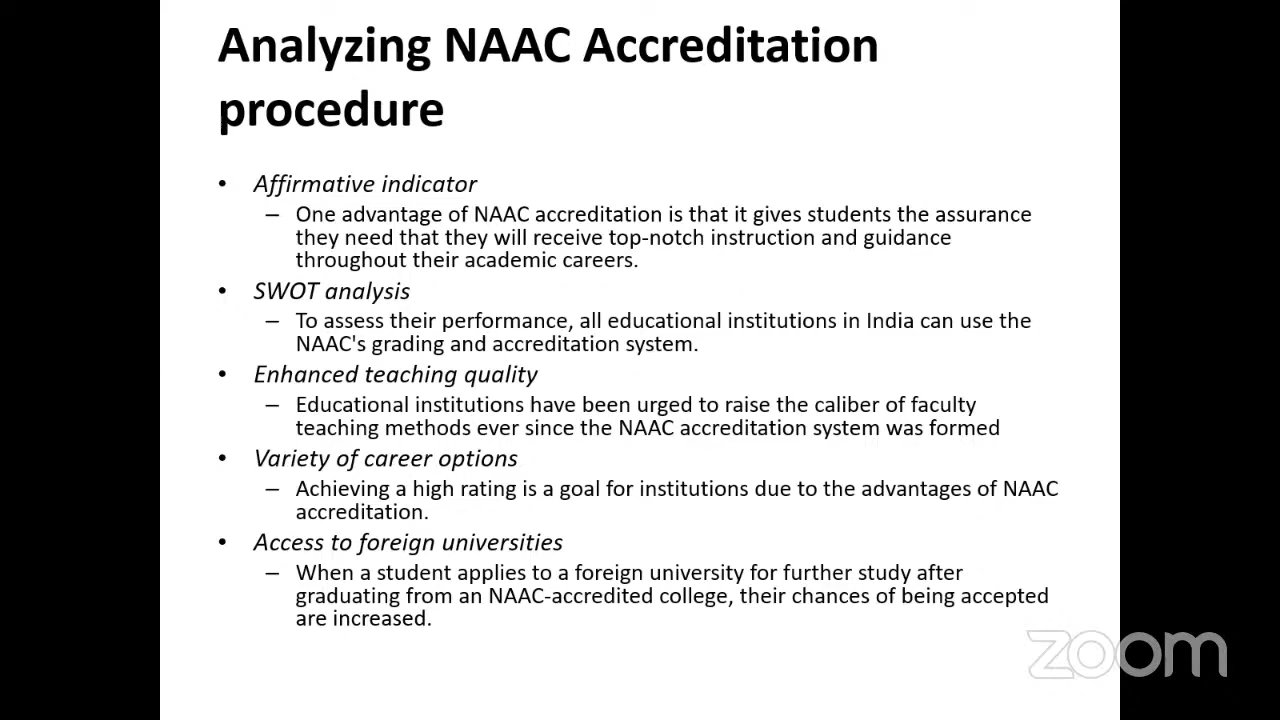 Analyzing NAAC Accreditation
procedure
• Affirmative indicator
– One advantage of NAAC accreditation is that it gives students the assurance
they need that they will receive top-notch instruction and guidance
throughout their academic careers.
• SWOT analysis
– To assess their performance, all educational institutions in India can use the
NAAC's grading and accreditation system.
• Enhanced teaching quality
– Educational institutions have been urged to raise the caliber of faculty
teaching methods ever since the NAAC accreditation system was formed
• Variety of career options
– Achieving a high rating is a goal for institutions due to the advantages of NAAC
accreditation.
• Access to foreign universities
– When a student applies to a foreign university for further study after
graduating from an NAAC-accredited college, their chances of being accepted
are increased.
zoom